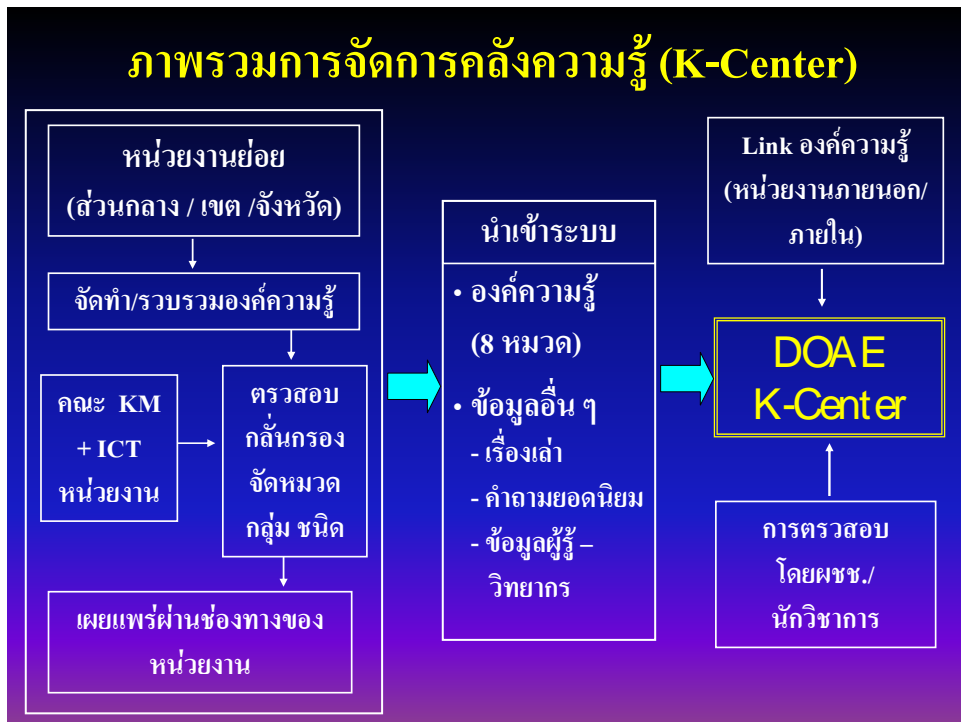 ภาพรวมการจัดการคลังความรู้ (K-Center)
หน่วยงานย่อย
(ส่วนกลาง / เขต /จังหวัด)
จัดทำ/รวบรวมองค์ความรู้
คณะ KM
+ ICT
หน่วยงาน
ตรวสอบ
กลั่นกรอง
จัดหมวด
กลุ่ม ชนิด
เผยแพร่ผ่านช่องทางของ
หน่วยงาน
นำเข้าระบบ
• องค์ความรู้
(8 หมวด)
• ข้อมูลอื่น ๆ
- เรื่องเล่า
- คำถามยอดนิยม
- ข้อมูลผู้รู้ –
วิทยากร
Link องค์ความรู้
(หน่วยงานภายนอก/
ภายใน)
DOAE
K-Center
การตรวสอบ
โดยผชช./
นักวิชาการ